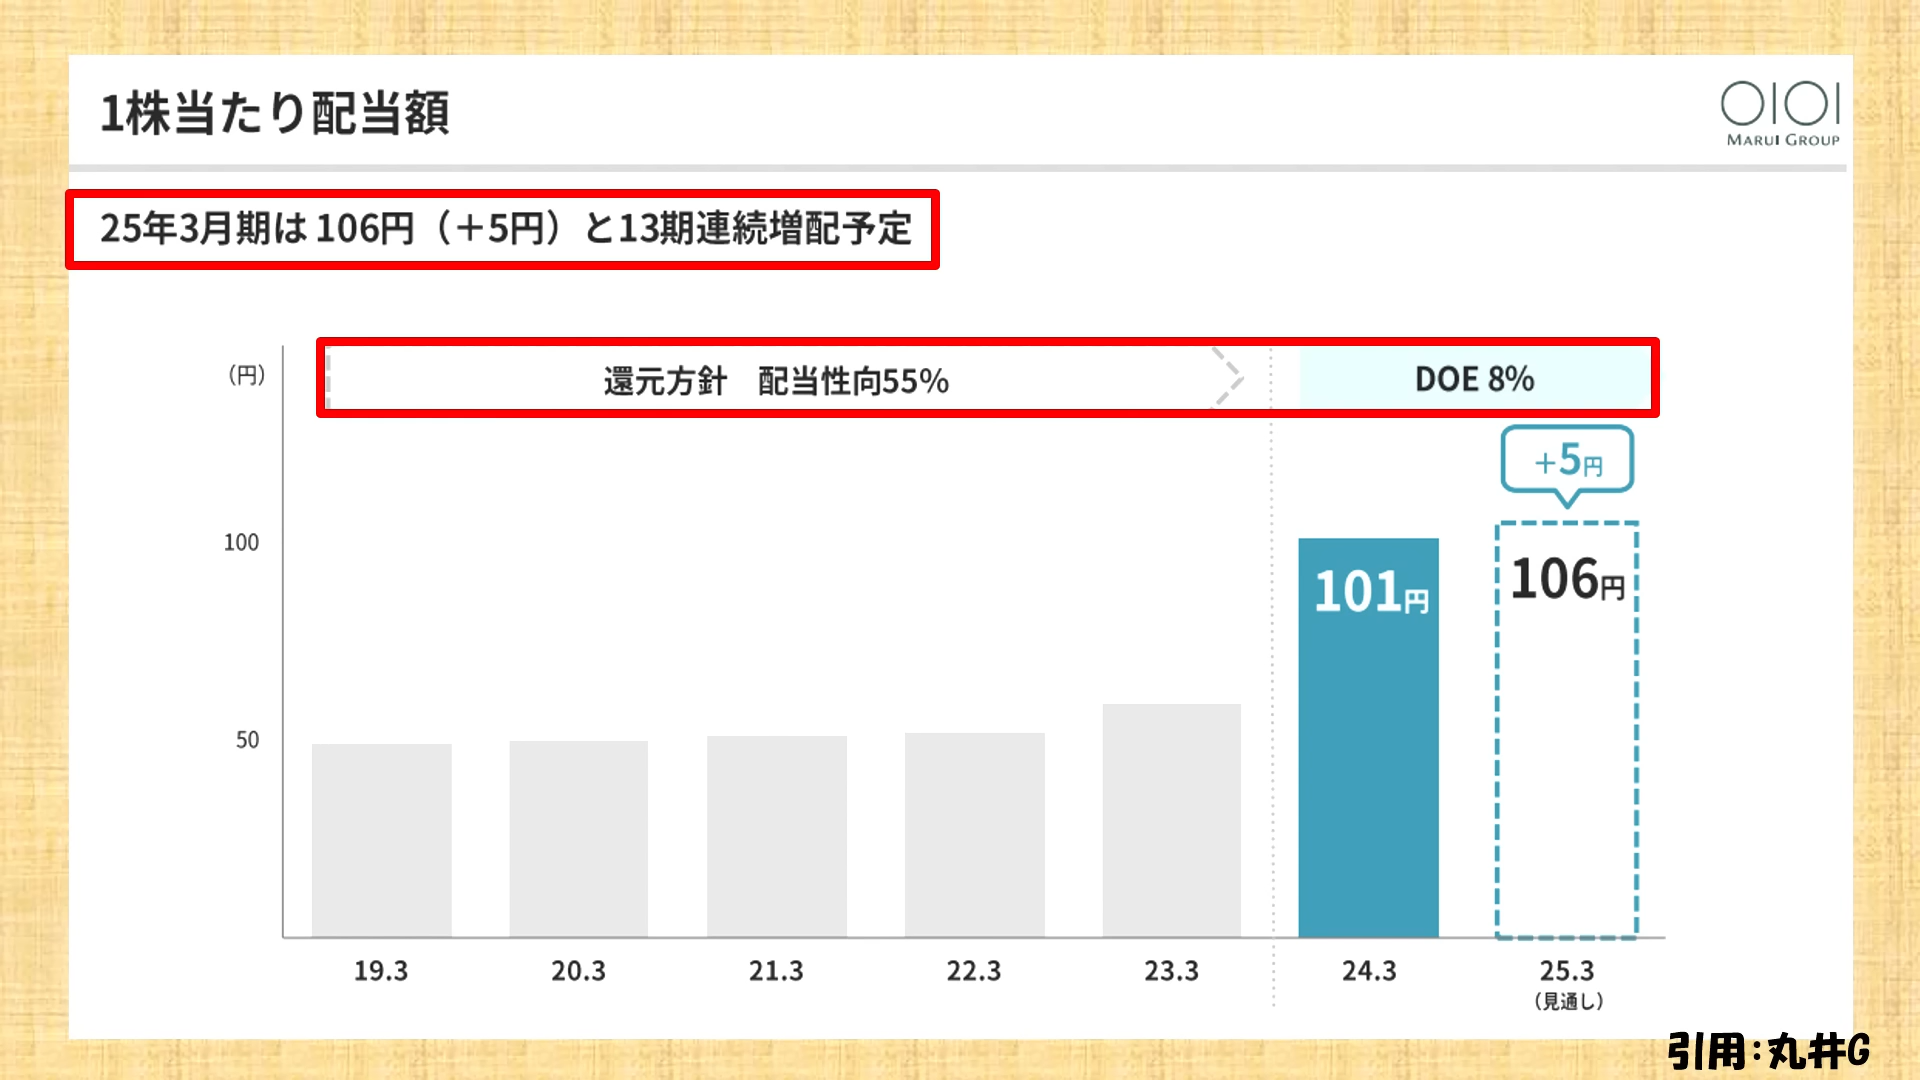 1株当たり配当額
OIOI
MARUI GROUP
25年3月期は106円（＋5円）と13期連続増配予定
（円）
還元方針　配当性向55%
DOE 8%
＋5円
100
101円
106円
50
19.3
20.3
21.3
22.3
23.3
24.3
25.3
（見通し）
引用：丸井G